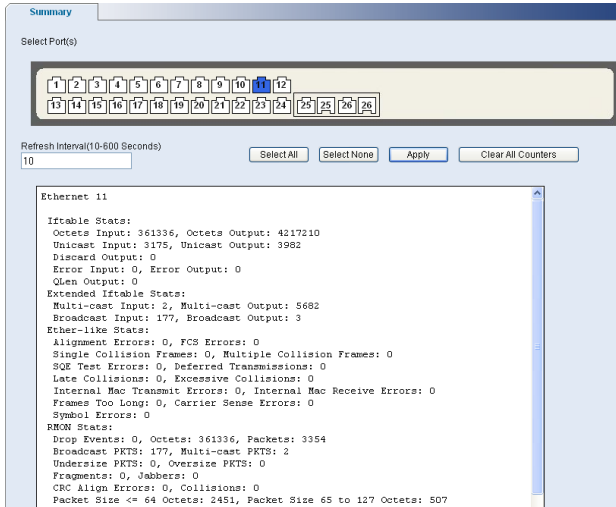 Summary
Select Port(s)
1 2 3 4 5 6 7 8 9 10 11 12
13 14 15 16 17 18 19 20 21 22 23 24 25 25 26 26
Refresh Interval(10-600 Seconds)
10 Select All Select None Apply Clear All Counters
Ethernet 11
Iftable Stats:
Octets Input: 361336, Octets Output: 4217210
Unicast Input: 3175, Unicast Output: 3982
Discard Output: 0
Error Input: 0, Error Output: 0
QLen Output: 0
Extended Iftable Stats:
Multi-cast Input: 2, Multi-cast Output: 5682
Broadcast Input: 177, Broadcast Output: 3
Ether-like Stats:
Alignment Errors: 0, FCS Errors: 0
Single Collision Frames: 0, Multiple Collision Frames: 0
SQE Test Errors: 0, Deferred Transmissions: 0
Late Collisions: 0, Excessive Collisions: 0
Internal Mac Transmit Errors: 0, Internal Mac Receive Errors: 0
Frames Too Long: 0, Carrier Sense Errors: 0
Symbol Errors: 0
RMON Stats:
Drop Events: 0, Octets: 361336, Packets: 3354
Broadcast PKTS: 177, Multi-cast PKTS: 2
Undersize PKTS: 0, Oversize PKTS: 0
Fragments: 0, Jabbers: 0
CRC Align Errors: 0, Collisions: 0
Packet Size <= 64 Octets: 2451, Packet Size 65 to 127 Octets: 507